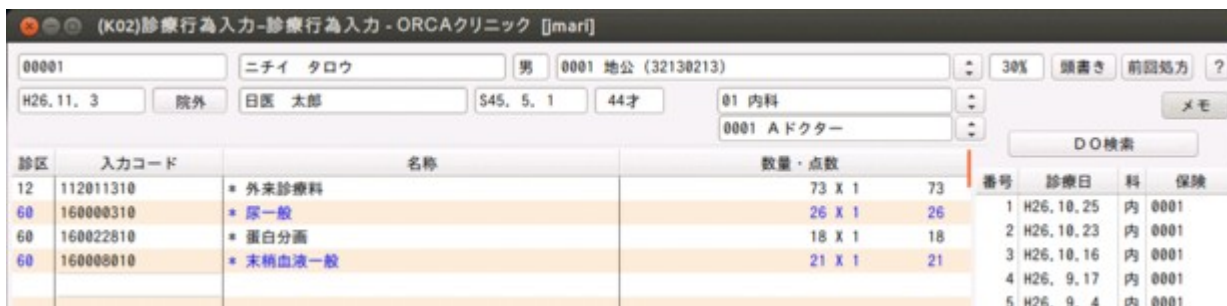 (K02)診療行為入力-診療行為入力 - ORCAクリニック [jmari]
00001 ニチイ タロウ 男 0001 地公 (32130213) 30% 頭書き 前回処方 ?
H26.11. 3 院外 日医 太郎 S45. 5. 1 44才 01 内科 メモ
0001 Aドクター
DO検索
診区 入力コード 名称 数量・点数
番号 診療日 科 保険
12 112011310 * 外来診療料 73 X 1 73
1 H26.10.25 内 0001
60 160000310 * 尿一般 26 X 1 26
2 H26.10.23 内 0001
60 160022810 * 蛋白分画 18 X 1 18
3 H26.10.16 内 0001
60 160008010 * 末梢血液一般 21 X 1 21
4 H26. 9.17 内 0001
5 H26. 9. 4 内 0001